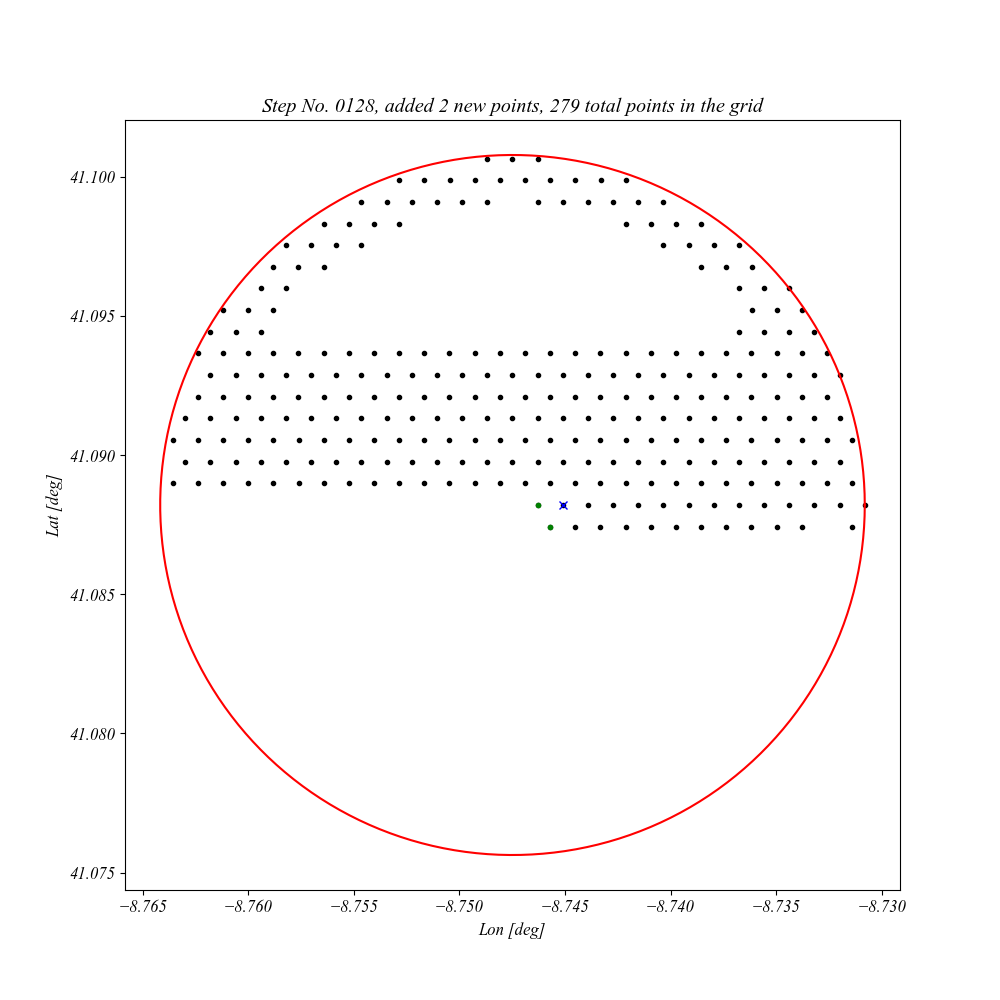 Step No. 0128, added 2 new points, 279 total points in the grid
41.100
41.095
41.090
41.085
41.080
41.075
Lat [deg]
−8.765 −8.760 −8.755 −8.750 −8.745 −8.740 −8.735 −8.730
Lon [deg]